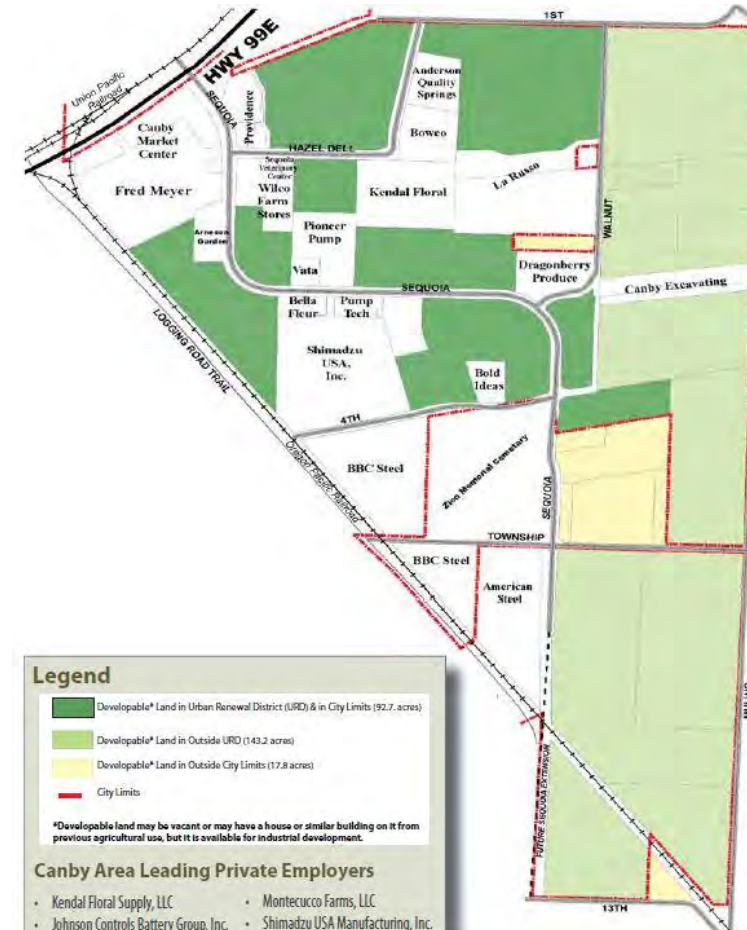 1ST
HWY 99E
Union Pacific
Railroad
SEQUOIA
Providence
Anderson
Quality
Springs
Boweo
Canby
Market
Center
Fred Meyer
HAZEL DELL
Sequoia
Veterinary
Center
Wilco
Farm
Stores
Kendal Floral
La Russo
WALNUT
Arneson
Garden
Pioneer
Pump
Vata
Dragonberry
Produce
SEQUOIA
Canby Excavating
Bella
Fleur
Pump
Tech
LOGGING ROAD TRAIL
Shimadzu
USA,
Inc.
Bold
Ideas
4TH
Oregon Pacific Railroad
BBC Steel
Zion Memorial Cemetary
SEQUOIA
TOWNSHIP
BBC Steel
American
Steel
FUTURE SEQUOIA EXTENSION
13TH
Legend
Developable* Land in Urban Renewal District (URD) & in City Limits (92.7. acres)
Developable* Land in Outside URD (143.2 acres)
Developable* Land in Outside City Limits (17.8 acres)
City Limits
*Developable land may be vacant or may have a house or similar building on it from
previous agricultural use, but it is available for industrial development.
Canby Area Leading Private Employers
• Kendal Floral Supply, LLC
• Montecucco Farms, LLC
• Johnson Controls Battery Group, Inc.
• Shimadzu USA Manufacturing, Inc.